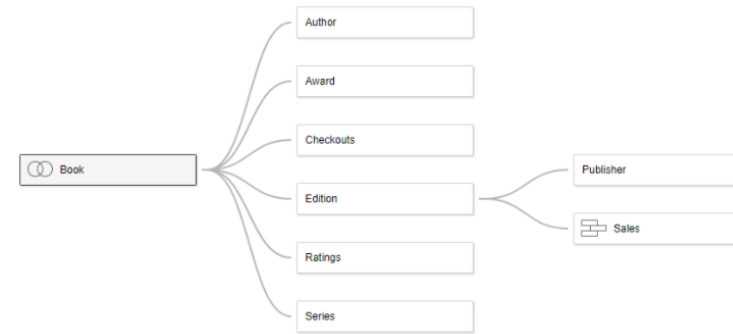 Author
Award
Checkouts
Book
Edition
Publisher
Sales
Ratings
Series